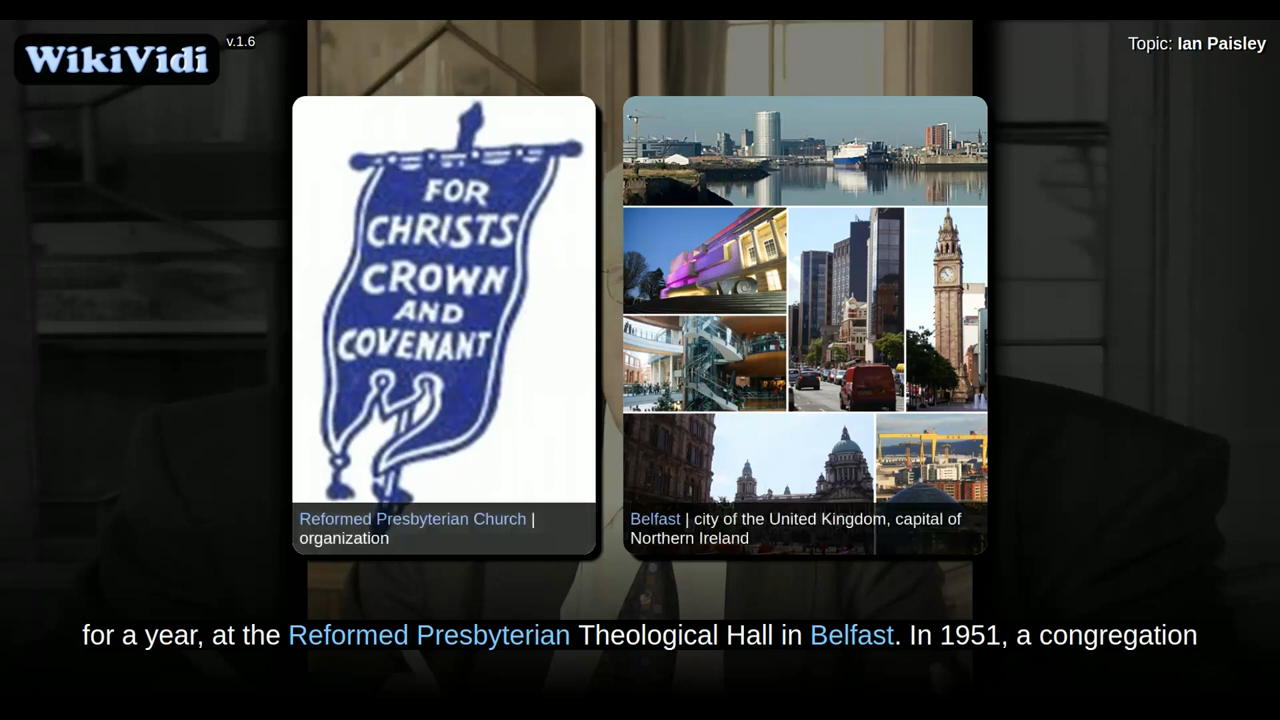 WikiVidi
v.1.6
Topic: Ian Paisley
FOR
CHRISTS
CROWN
AND
COVENANT
Reformed Presbyterian Church |
organization
Belfast | city of the United Kingdom, capital of
Northern Ireland
for a year, at the Reformed Presbyterian Theological Hall in Belfast. In 1951, a congregation